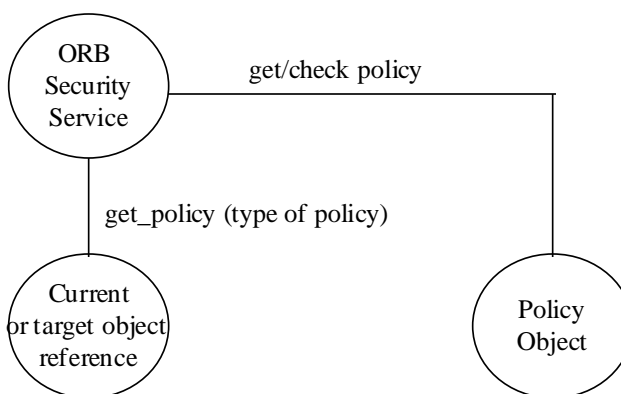 ORB
Security
Service
get/check policy
get_policy (type of policy)
Current
or target object
reference
Policy
Object